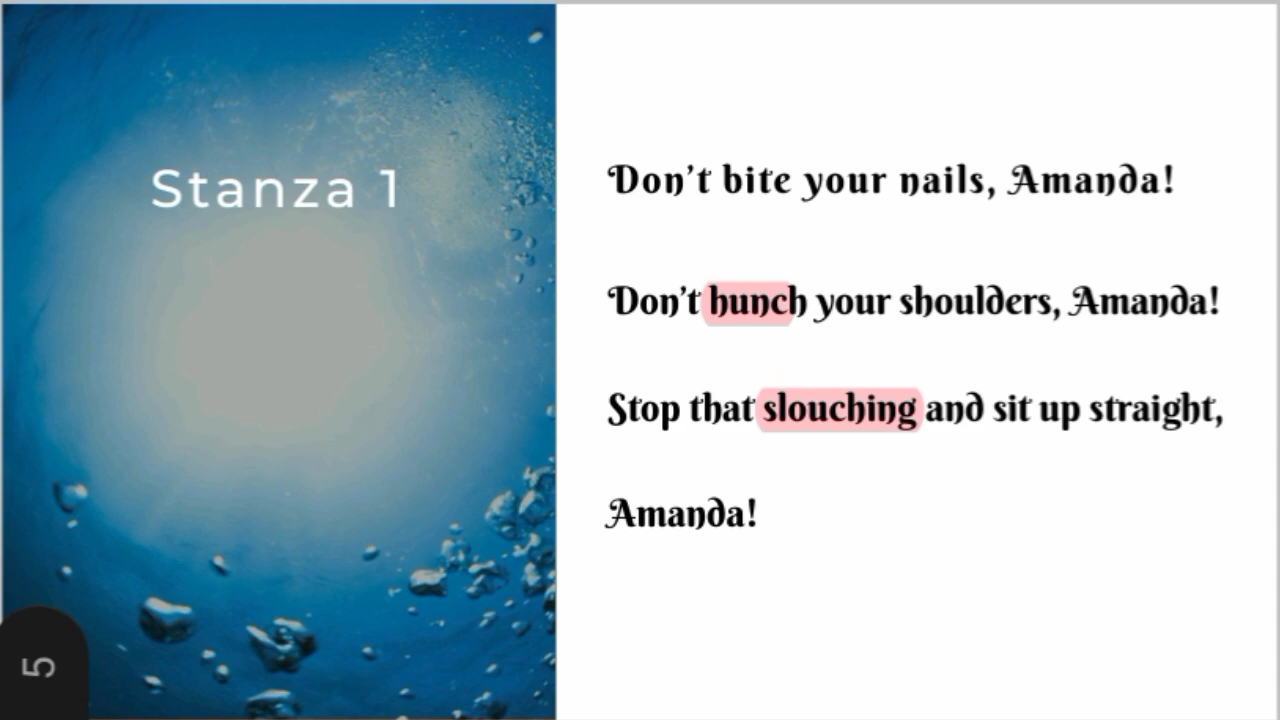 Stanza 1
Don't bite your nails, Amanda!
Don't hunch your shoulders, Amanda!
Stop that slouching and sit up straight,
Amanda!
5